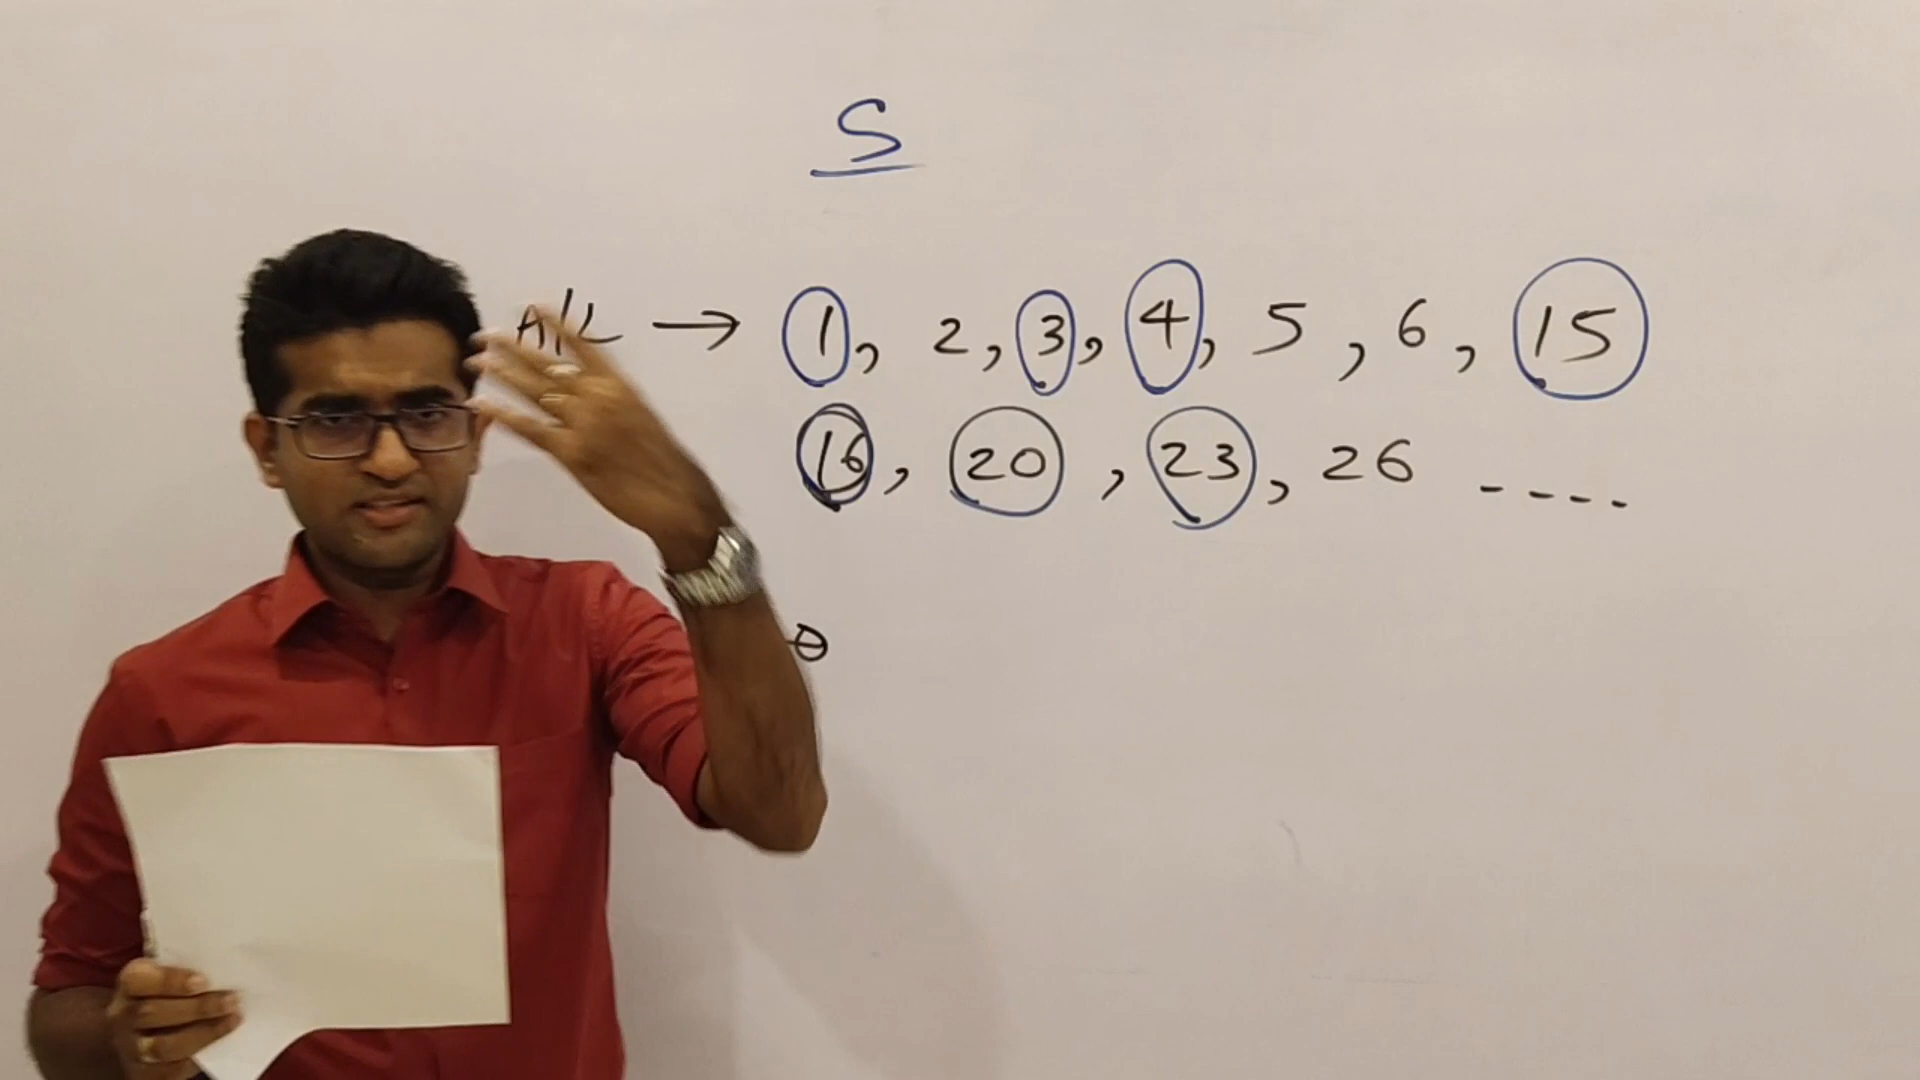 S
A/L → 1, 2, 3, 4, 5, 6, 15
16, 20, 23, 26 ----